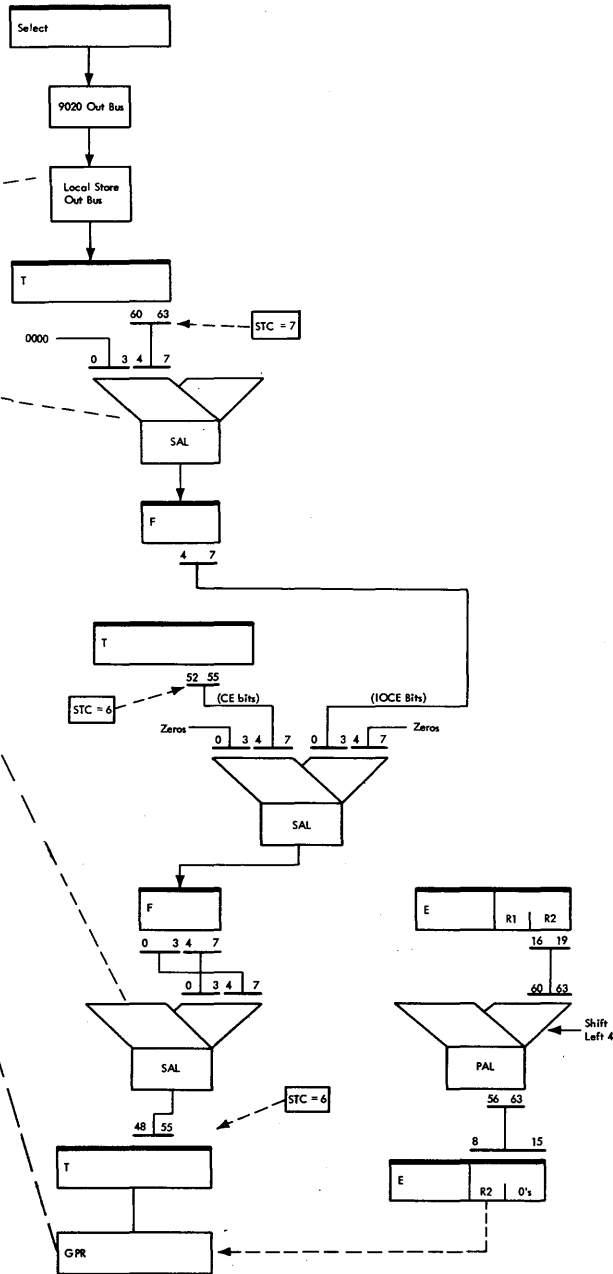 Select
9020 Out Bus
Local Store
Out Bus
T
60 63
STC = 7
0000
0 3 4 7
SAL
F
4 7
T
52 55
STC = 6
(CE bits)
(IOCE Bits)
Zeros
0 3 4 7
0 3 4 7
Zeros
SAL
F
E
R1 R2
0 3 4 7
16 19
0 3 4 7
60 63
Shift
Left 4
SAL
PAL
STC = 6
56 63
48 55
8 15
T
E
R2 0's
GPR